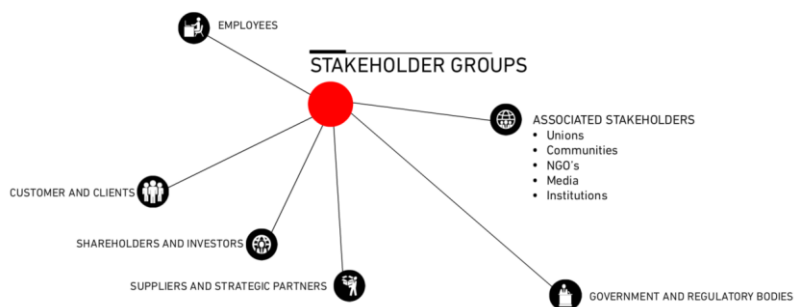 EMPLOYEES
STAKEHOLDER GROUPS
ASSOCIATED STAKEHOLDERS
• Unions
• Communities
• NGO's
• Media
• Institutions
CUSTOMER AND CLIENTS
SHAREHOLDERS AND INVESTORS
SUPPLIERS AND STRATEGIC PARTNERS
GOVERNMENT AND REGULATORY BODIES